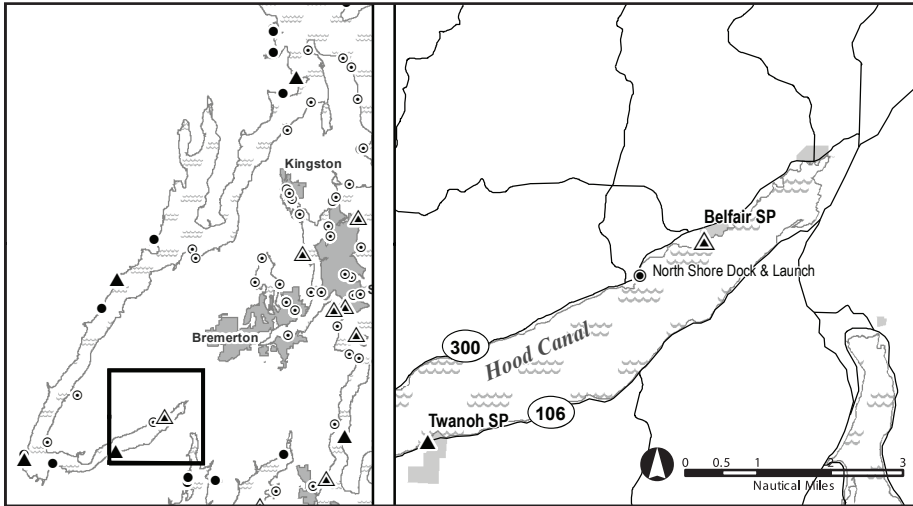 Kingston
Bremerton
S
Belfair SP
North Shore Dock & Launch
300
Hood Canal
106
Twanoh SP
0 0.5 1 2 3
Nautical Miles